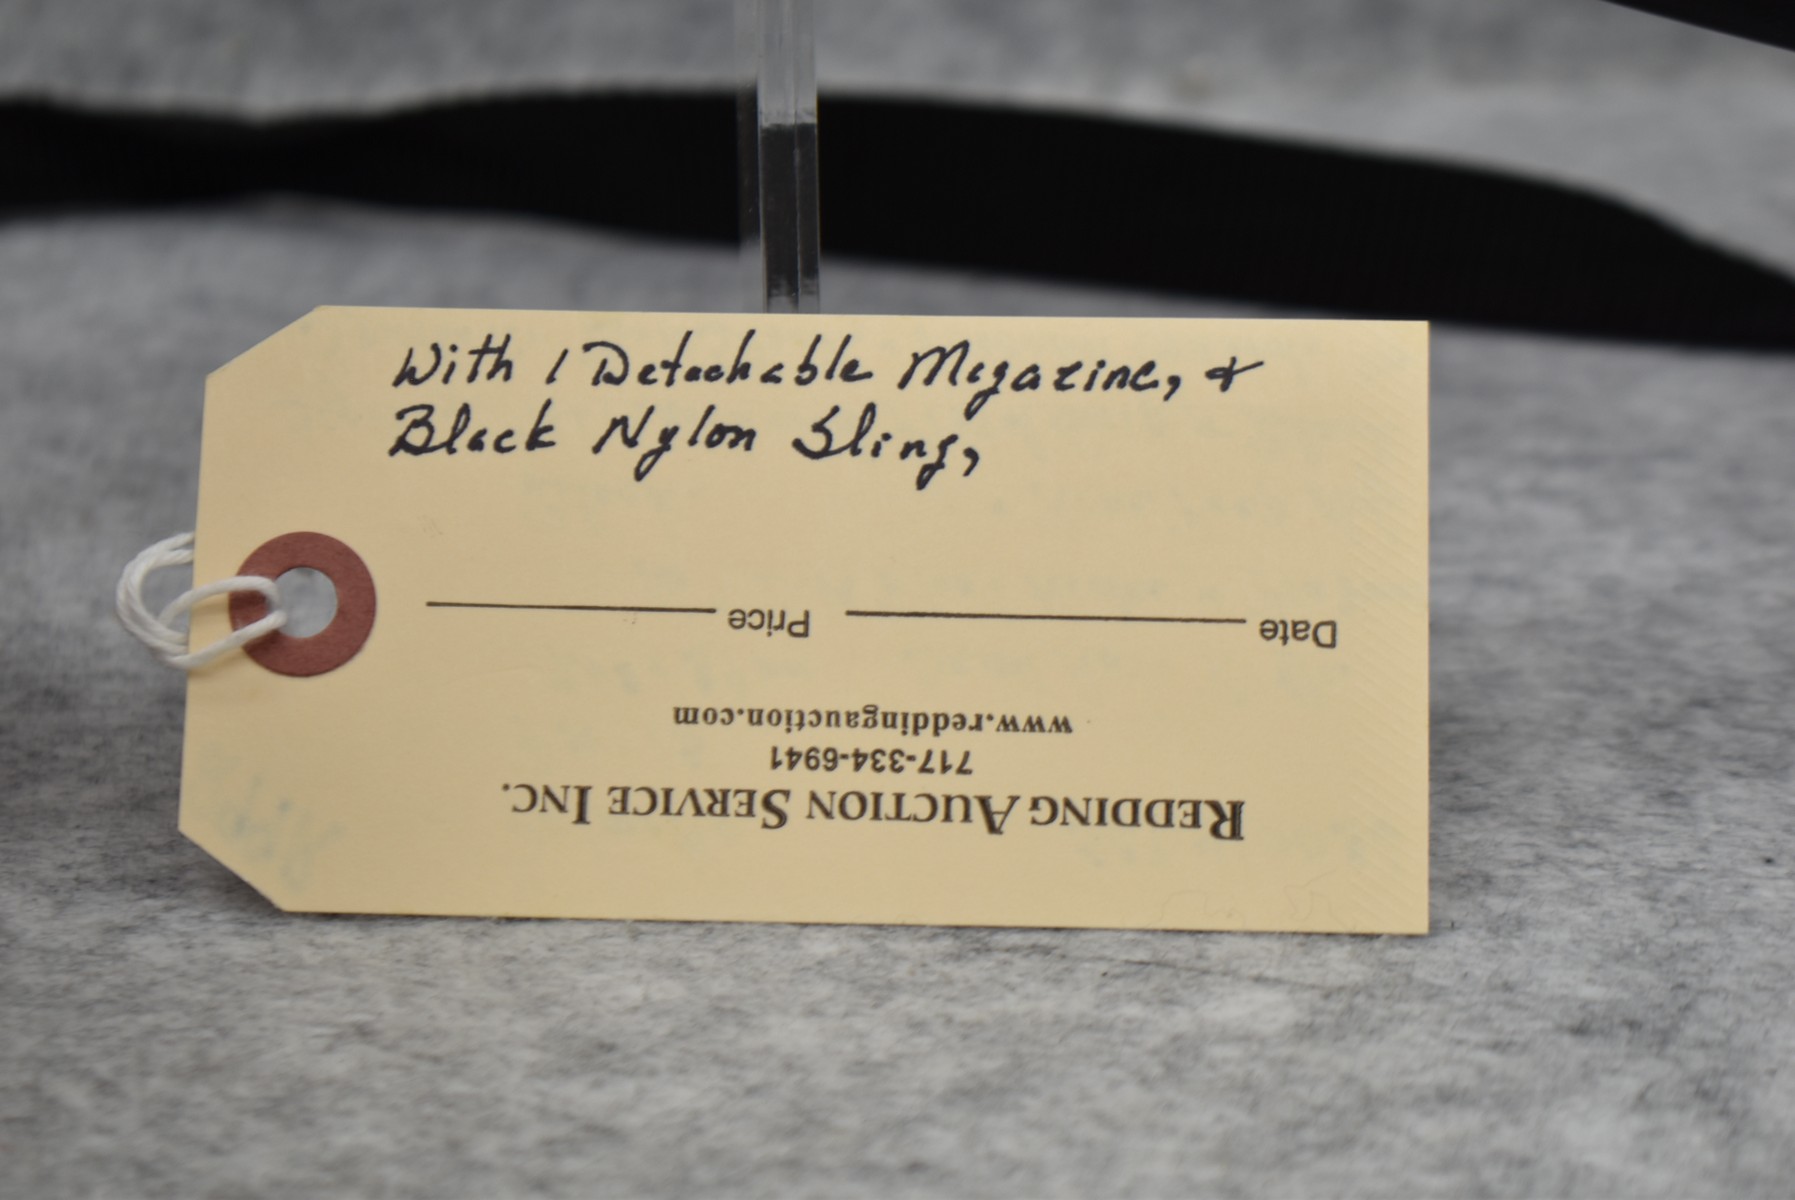 With 1 Detachable Magazine, &
Black Nylon Sling,
REDDING AUCTION SERVICE INC.
717-334-6941
www.reddingauction.com
Date Price